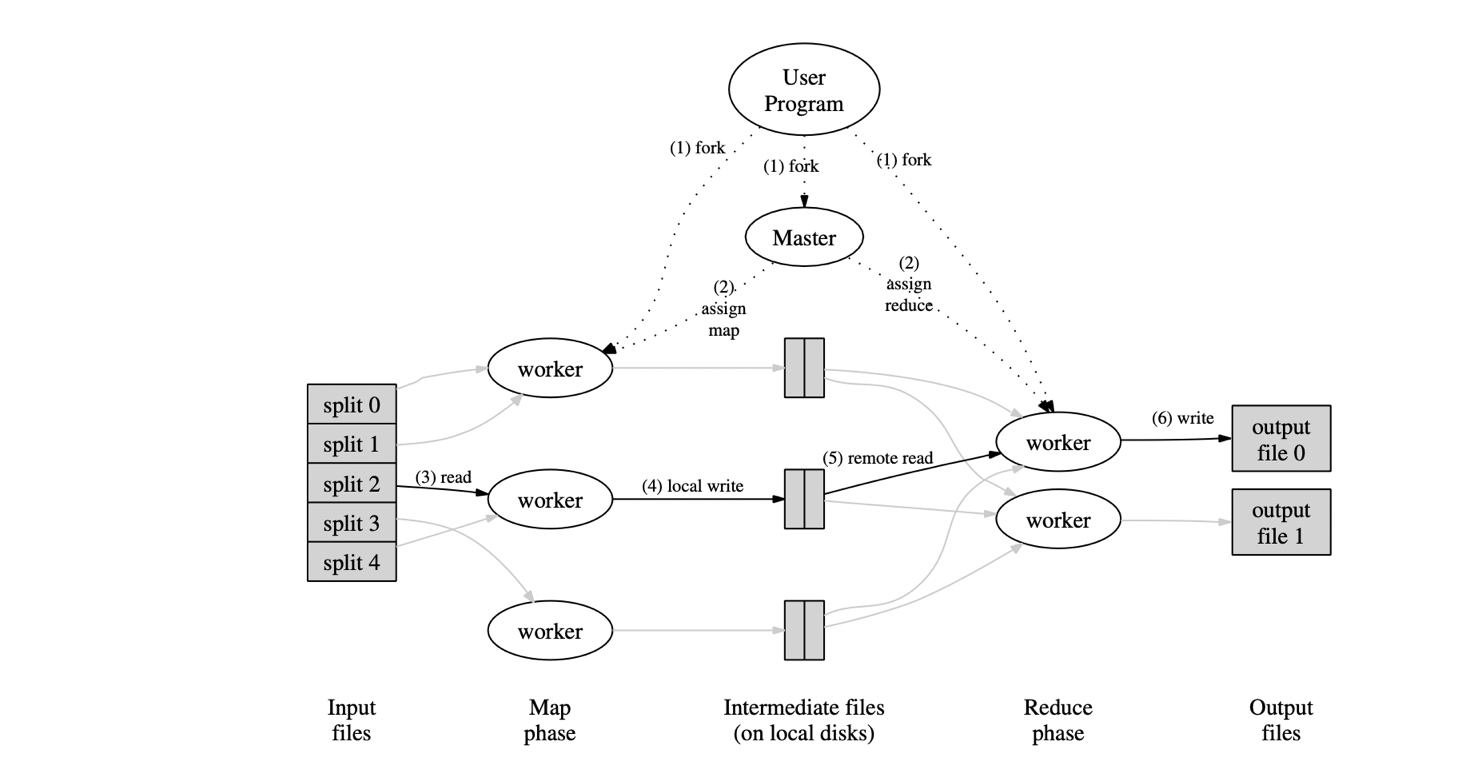 User
Program
(1) fork
(1) fork
(1) fork
Master
(2)
assign
map
(2)
assign
reduce
worker
split 0
split 1
split 2
split 3
split 4
(3) read
worker
(4) local write
(5) remote read
worker
(6) write
output
file 0
worker
output
file 1
worker
Input
files
Map
phase
Intermediate files
(on local disks)
Reduce
phase
Output
files